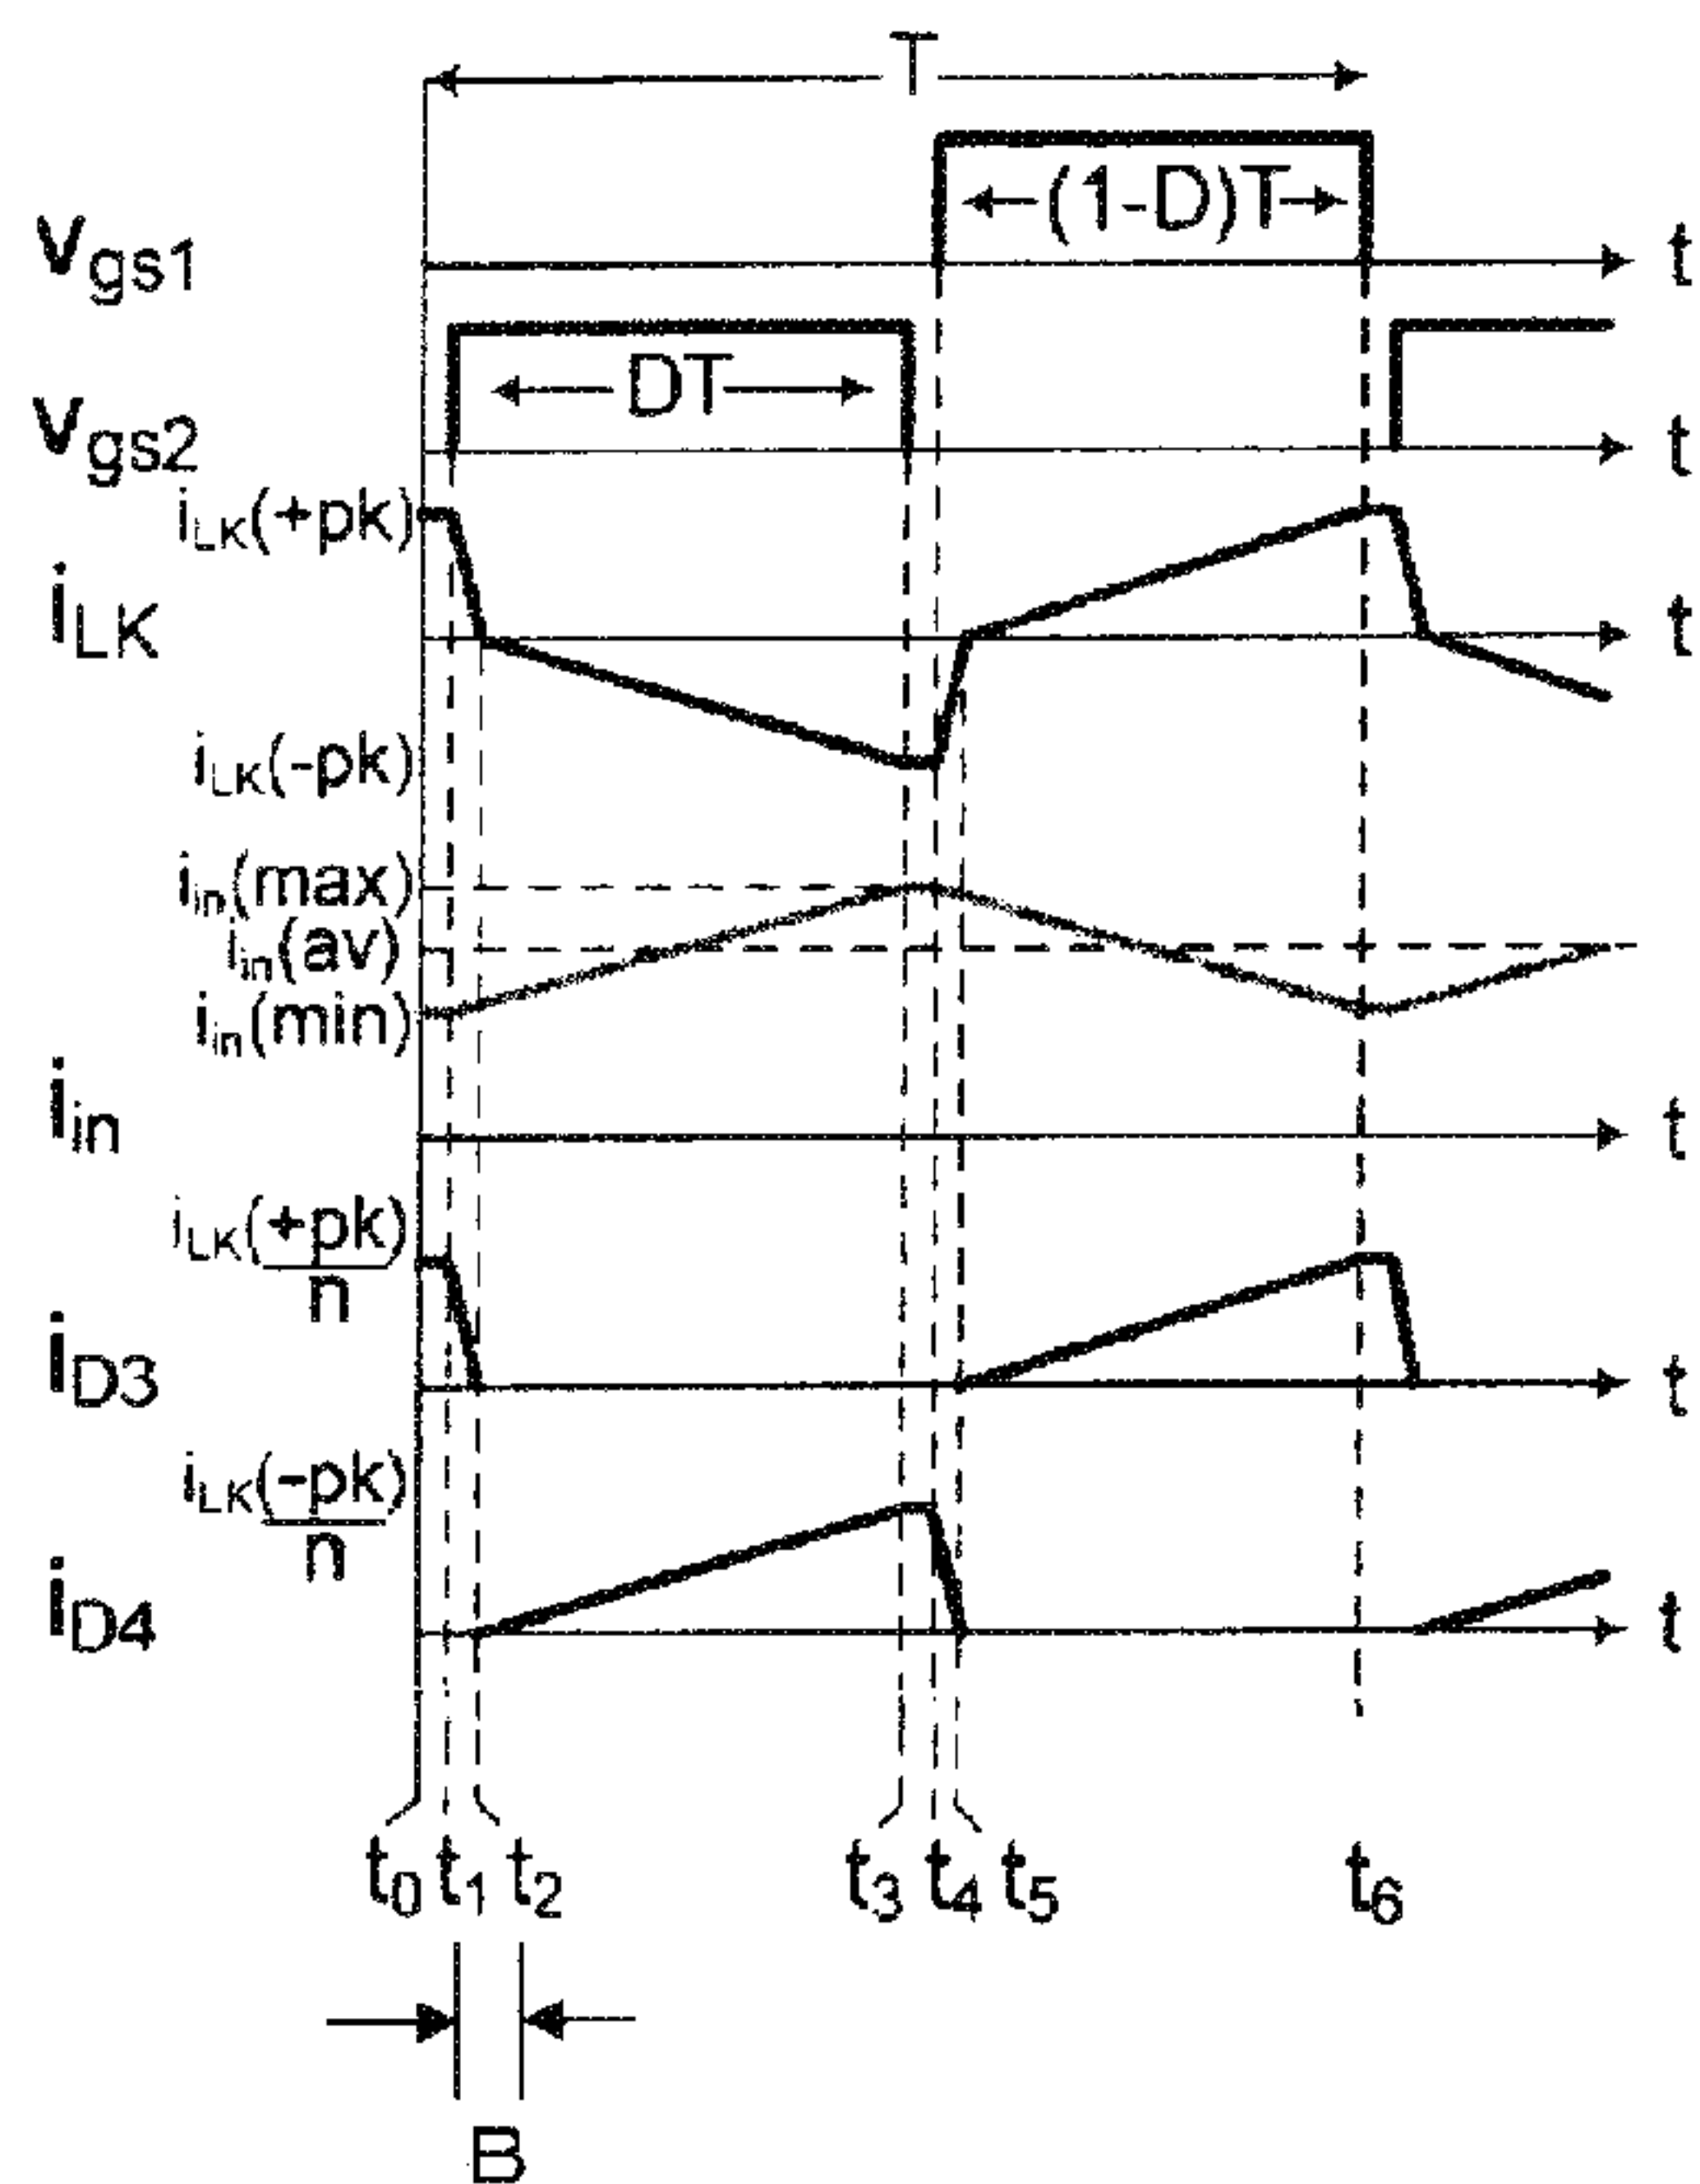 T
(1-D)T
vgs1
t
DT
vgs2
t
iLK(+pk)
iLK
t
iLK(-pk)
iin(max)
iin(av)
iin(min)
iin
t
iLK(+pk)
n
iD3
t
iLK(-pk)
n
iD4
t
t0 t1 t2 t3 t4 t5 t6
B